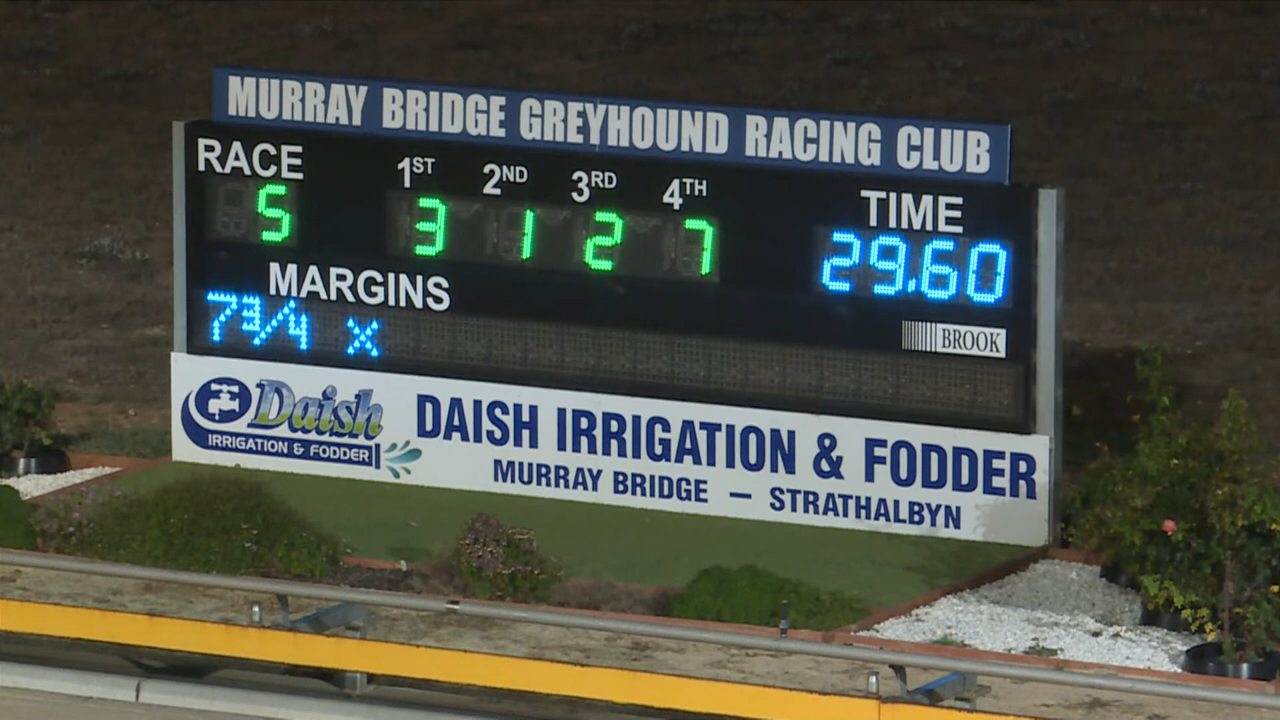 MURRAY BRIDGE GREYHOUND RACING CLUB
RACE 1ST 2ND 3RD 4TH TIME
5 3 1 2 7 29.60
MARGINS
7 3/4 X
BROOK
Daish
IRRIGATION & FODDER
DAISH IRRIGATION & FODDER
MURRAY BRIDGE – STRATHALBYN